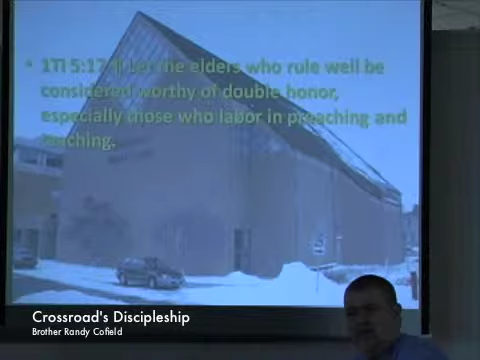 • 1TI 5:17 ¶ Let the elders who rule well be
considered worthy of double honor,
especially those who labor in preaching and
teaching.
Crossroad's Discipleship
Brother Randy Cofield